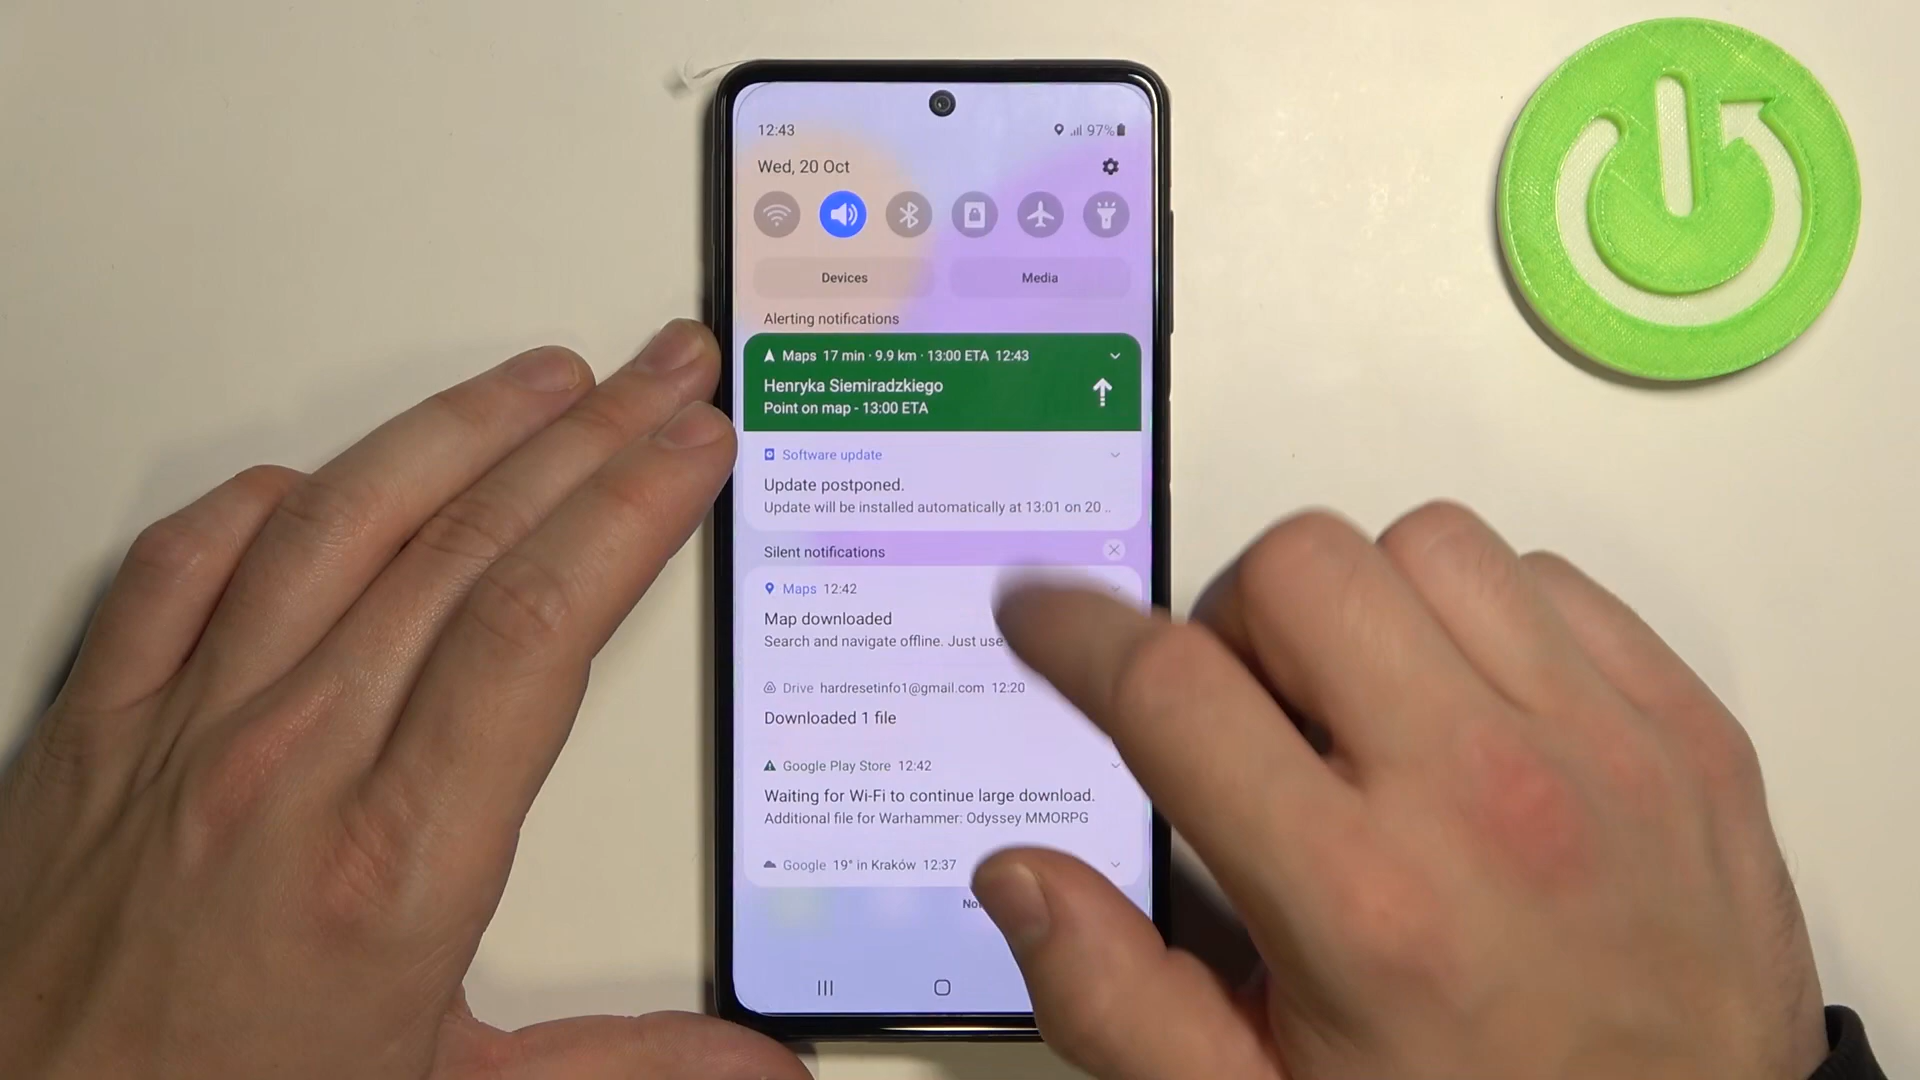 12:43
97%
Wed, 20 Oct
Devices
Media
Alerting notifications
Maps 17 min · 9.9 km · 13:00 ETA 12:43
Henryka Siemiradzkiego
Point on map - 13:00 ETA
Software update
Update postponed.
Update will be installed automatically at 13:01 on 20 ..
Silent notifications
Maps 12:42
Map downloaded
Search and navigate offline. Just use
Drive hardresetinfo1@gmail.com 12:20
Downloaded 1 file
Google Play Store 12:42
Waiting for Wi-Fi to continue large download.
Additional file for Warhammer: Odyssey MMORPG
Google 19° in Kraków 12:37